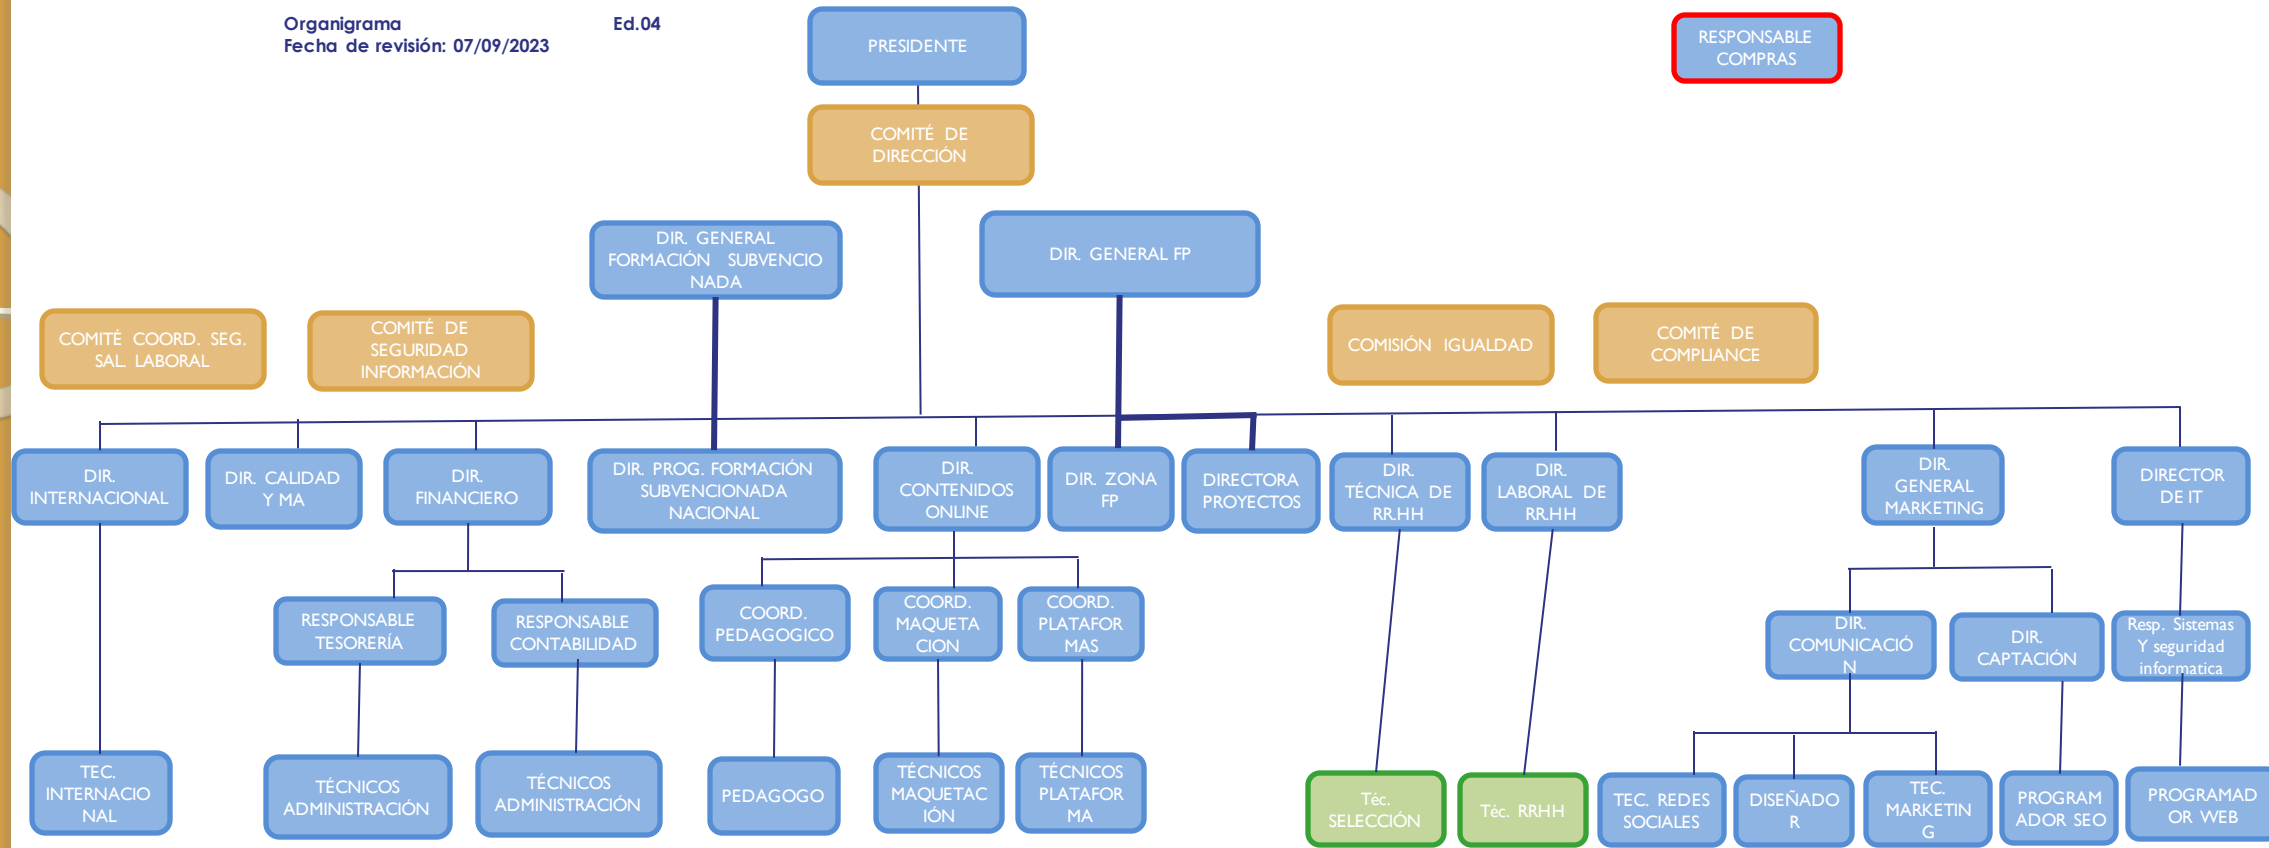 Organigrama Ed.04
Fecha de revisión: 07/09/2023
PRESIDENTE
RESPONSABLE
COMPRAS
COMITÉ DE
DIRECCIÓN
DIR. GENERAL
FORMACIÓN SUBVENCIO
NADA
DIR. GENERAL FP
COMITÉ COORD. SEG.
SAL. LABORAL
COMITÉ DE
SEGURIDAD
INFORMACIÓN
COMISIÓN IGUALDAD
COMITÉ DE
COMPLIANCE
DIR.
INTERNACIONAL
DIR. CALIDAD
Y MA
DIR.
FINANCIERO
DIR. PROG. FORMACIÓN
SUBVENCIONADA
NACIONAL
DIR.
CONTENIDOS
ONLINE
DIR. ZONA
FP
DIRECTORA
PROYECTOS
DIR.
TÉCNICA DE
RR.HH
DIR.
LABORAL DE
RR.HH
DIR.
GENERAL
MARKETING
DIRECTOR
DE IT
RESPONSABLE
TESORERÍA
RESPONSABLE
CONTABILIDAD
COORD.
PEDAGOGICO
COORD.
MAQUETA
CION
COORD.
PLATAFOR
MAS
DIR.
COMUNICACIÓ
N
DIR.
CAPTACIÓN
Resp. Sistemas
Y seguridad
informatica
TEC.
INTERNACIO
NAL
TÉCNICOS
ADMINISTRACIÓN
TÉCNICOS
ADMINISTRACIÓN
PEDAGOGO
TÉCNICOS
MAQUETAC
IÓN
TÉCNICOS
PLATAFOR
MA
Téc.
SELECCIÓN
Téc. RRHH
TEC. REDES
SOCIALES
DISEÑADO
R
TEC.
MARKETIN
G
PROGRAM
ADOR SEO
PROGRAMAD
OR WEB